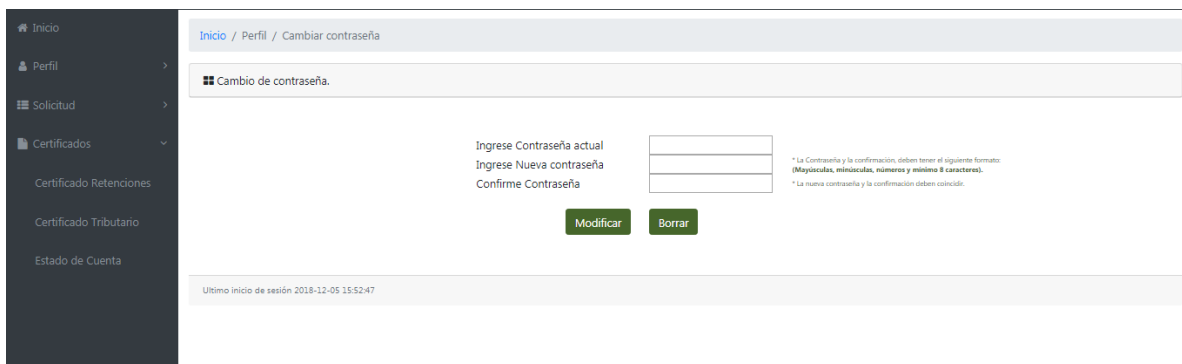 Inicio
Perfil
Solicitud
Certificados
Certificado Retenciones
Certificado Tributario
Estado de Cuenta
Inicio / Perfil / Cambiar contraseña
Cambio de contraseña.
Ingrese Contraseña actual
Ingrese Nueva contraseña
Confirme Contraseña
* La Contraseña y la confirmación, deben tener el siguiente formato:
(Mayúsculas, minúsculas, números y minimo 8 caracteres).
* La nueva contraseña y la confirmación deben coincidir.
Modificar Borrar
Ultimo inicio de sesión 2018-12-05 15:52:47